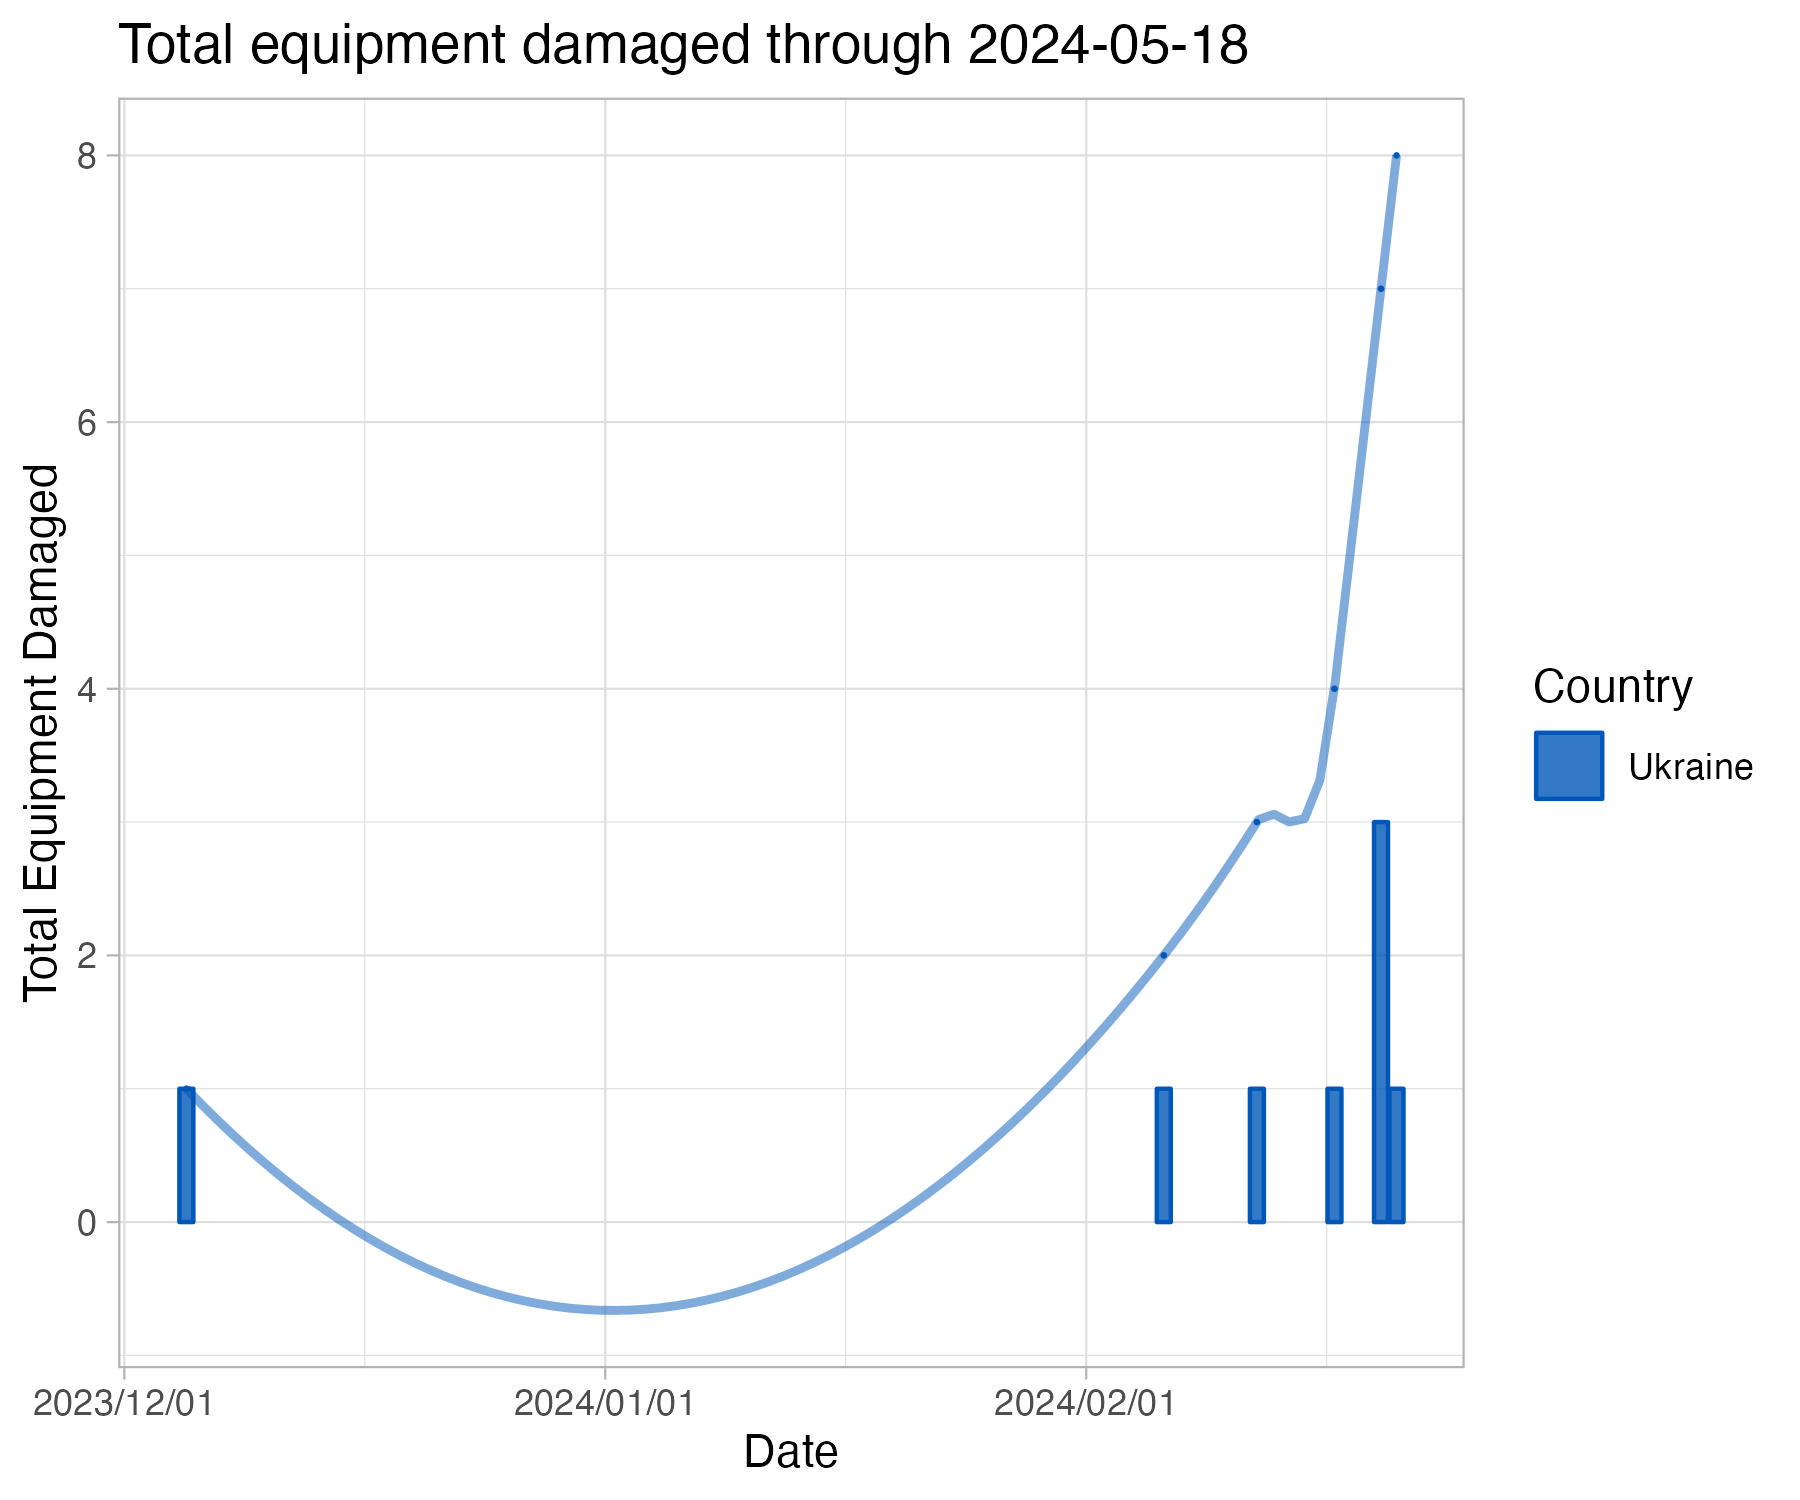 Total equipment damaged through 2024-05-18
8
6
4
2
0
Total Equipment Damaged
2023/12/01
2024/01/01
2024/02/01
Date
Country
Ukraine